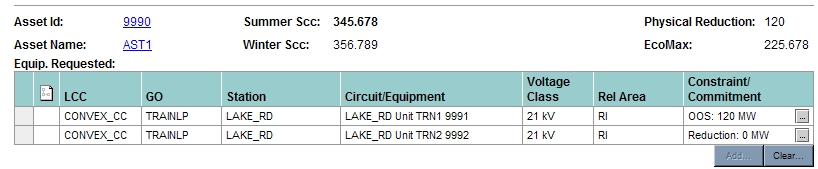 Asset Id: 9990 Summer Scc: 345.678 Physical Reduction: 120
Asset Name: AST1 Winter Scc: 356.789 EcoMax: 225.678
Equip. Requested:
LCC GO Station Circuit/Equipment Voltage Class Rel Area Constraint/ Commitment
CONVEX_CC TRAINLP LAKE_RD LAKE_RD Unit TRN1 9991 21 kV RI OOS: 120 MW ...
CONVEX_CC TRAINLP LAKE_RD LAKE_RD Unit TRN2 9992 21 kV RI Reduction: 0 MW ...
Add... Clear...